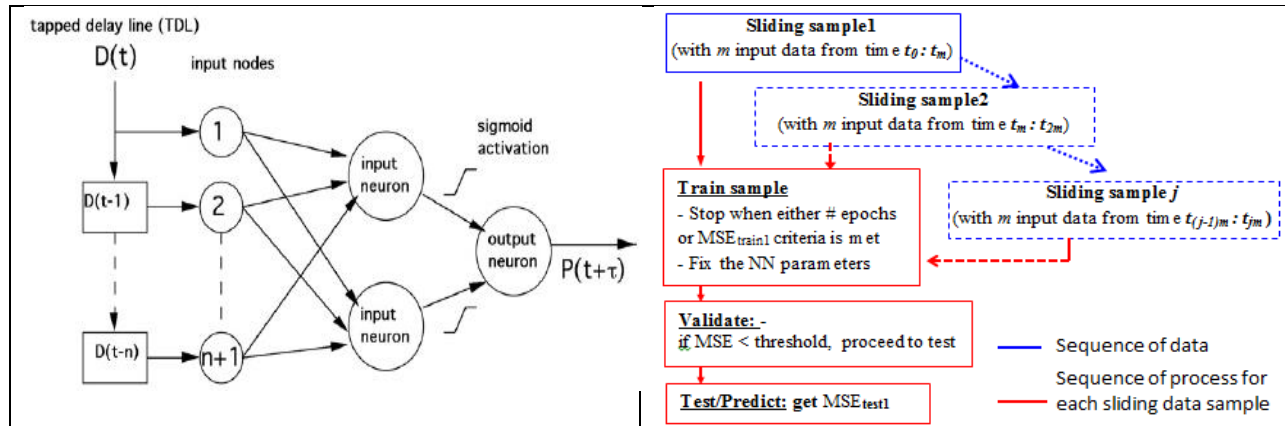 tapped delay line (TDL)
D(t)
input nodes
1
D(t-1)
2
D(t-n)
n+1
input
neuron
input
neuron
sigmoid
activation
output
neuron
P(t+τ)
Sliding sample1
(with m input data from time t0 : tm)
Sliding sample2
(with m input data from time tm : t2m)
Sliding sample j
(with m input data from time t(j-1)m : tjm)
Train sample
- Stop when either # epochs
or MSEtrain1 criteria is met
- Fix the NN parameters
Validate: -
if MSE < threshold, proceed to test
Test/Predict: get MSEtest1
Sequence of data
Sequence of process for
each sliding data sample